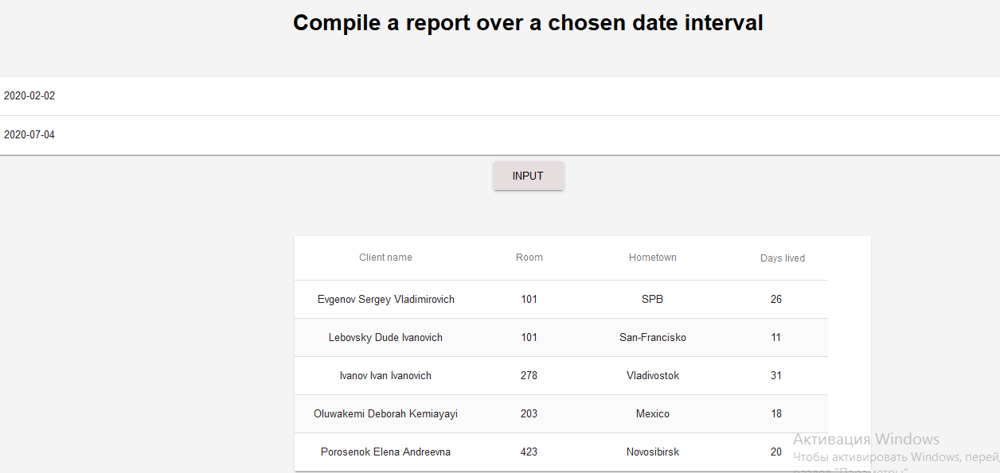 Compile a report over a chosen date interval
2020-02-02
2020-07-04
INPUT
Client name Room Hometown Days lived
Evgenov Sergey Vladimirovich 101 SPB 26
Lebovsky Dude Ivanovich 101 San-Francisko 11
Ivanov Ivan Ivanovich 278 Vladivostok 31
Oluwakemi Deborah Kemiayayi 203 Mexico 18
Porosenok Elena Andreevna 423 Novosibirsk 20
Активация Windows
Чтобы активировать Windows, перей
раздел "Параметры".